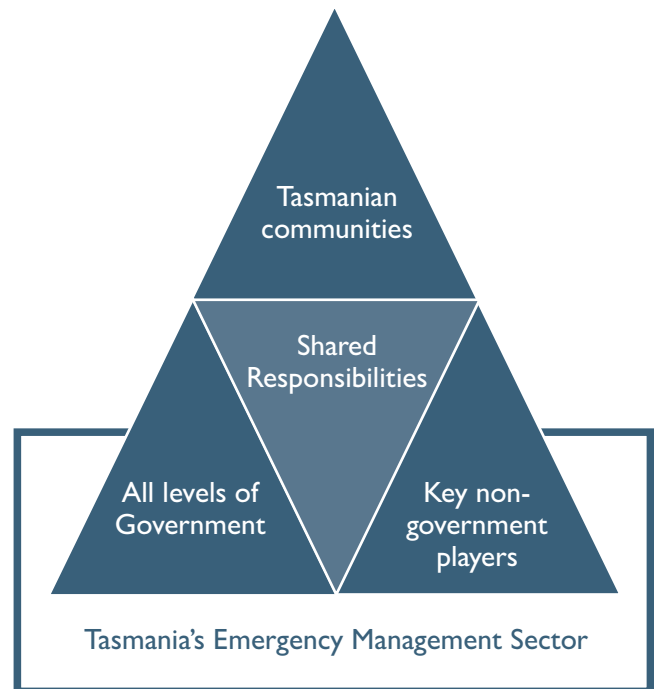 Tasmanian
communities
Shared
Responsibilities
All levels of
Government
Key non-
government
players
Tasmania’s Emergency Management Sector